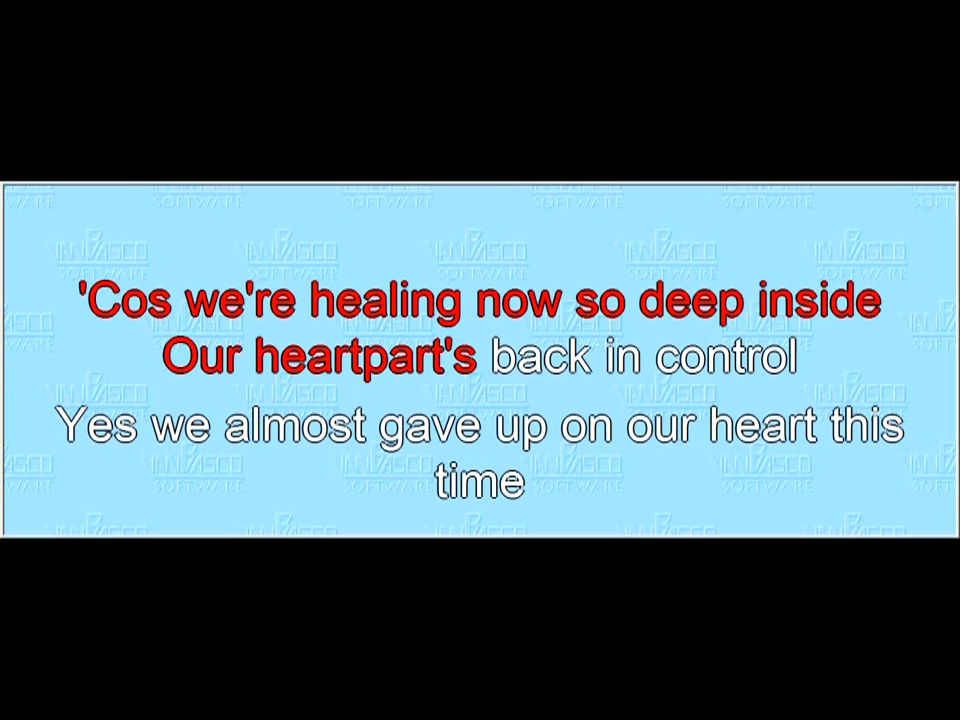 'Cos we're healing now so deep inside
Our heartpart's back in control
Yes we almost gave up on our heart this
time